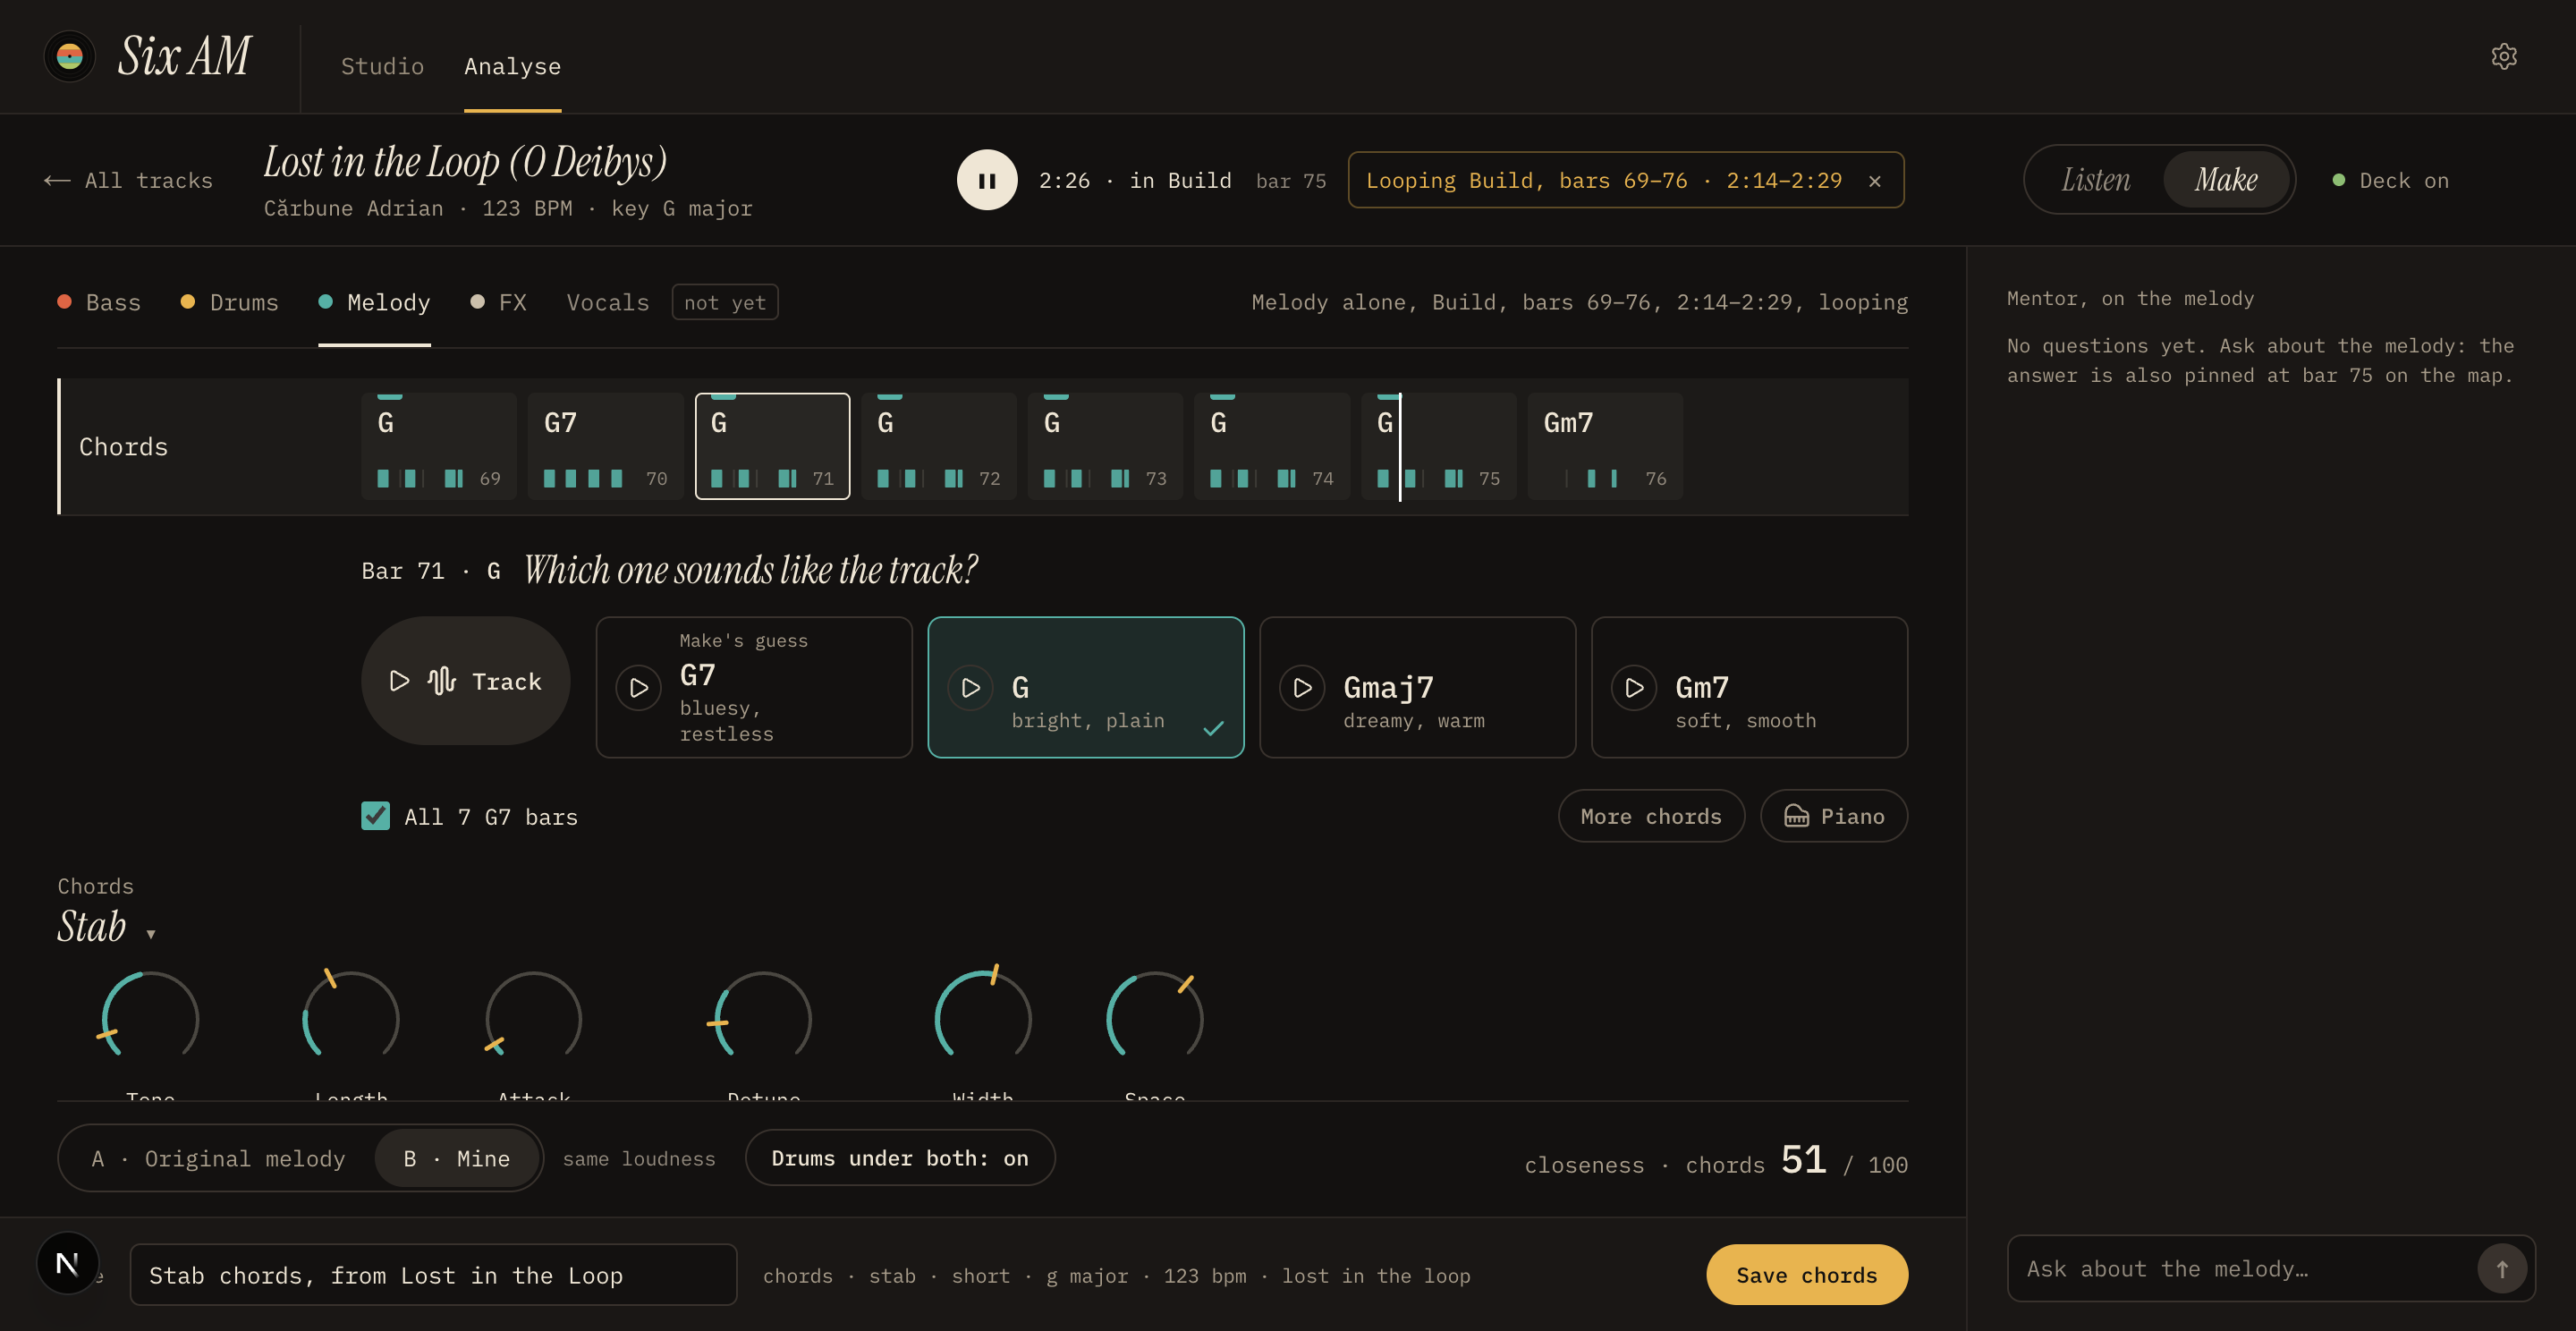 Six AM
Studio
Analyse
← All tracks
Lost in the Loop (O Deibys)
Cărbune Adrian · 123 BPM · key G major
2:26 · in Build bar 75
Looping Build, bars 69–76 · 2:14–2:29 ×
Listen
Make
Deck on
Bass
Drums
Melody
FX
Vocals
not yet
Melody alone, Build, bars 69–76, 2:14–2:29, looping
Chords
G
69
G7
70
G
71
G
72
G
73
G
74
G
75
Gm7
76
Bar 71 · G Which one sounds like the track?
Track
Make's guess
G7
bluesy,
restless
G
bright, plain
Gmaj7
dreamy, warm
Gm7
soft, smooth
All 7 G7 bars
More chords
Piano
Chords
Stab ▾
Tone
Length
Attack
Detune
Width
Space
A · Original melody
B · Mine
same loudness
Drums under both: on
closeness · chords 51 / 100
N
Stab chords, from Lost in the Loop
chords · stab · short · g major · 123 bpm · lost in the loop
Save chords
Mentor, on the melody
No questions yet. Ask about the melody: the
answer is also pinned at bar 75 on the map.
Ask about the melody…